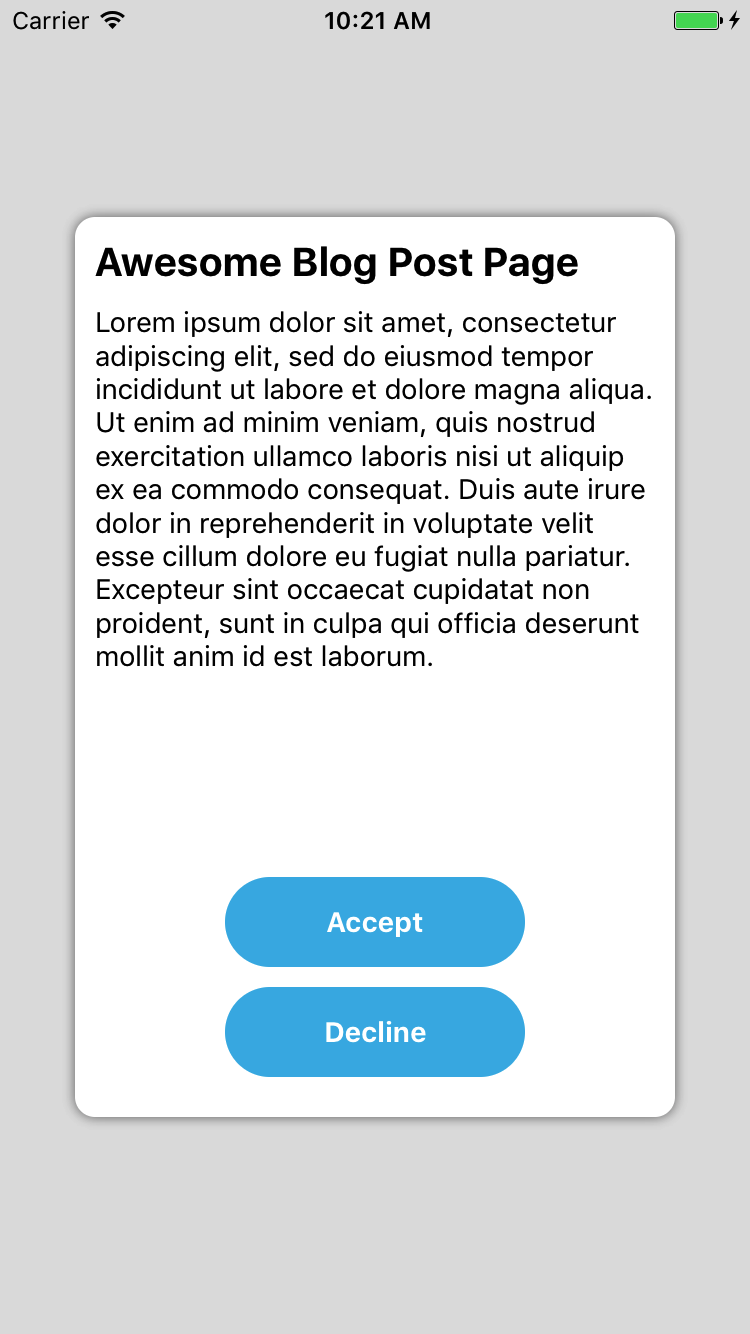 Carrier 10:21 AM
Awesome Blog Post Page
Lorem ipsum dolor sit amet, consectetur
adipiscing elit, sed do eiusmod tempor
incididunt ut labore et dolore magna aliqua.
Ut enim ad minim veniam, quis nostrud
exercitation ullamco laboris nisi ut aliquip
ex ea commodo consequat. Duis aute irure
dolor in reprehenderit in voluptate velit
esse cillum dolore eu fugiat nulla pariatur.
Excepteur sint occaecat cupidatat non
proident, sunt in culpa qui officia deserunt
mollit anim id est laborum.
Accept
Decline